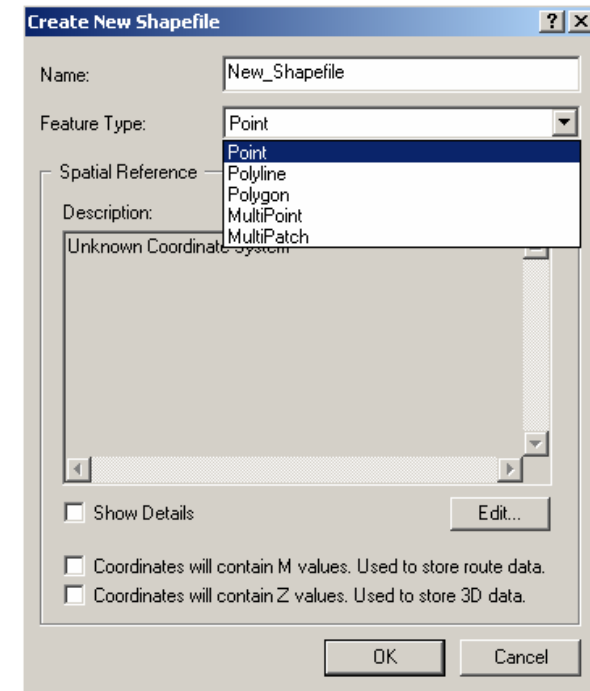 Create New Shapefile
Name:
New_Shapefile
Feature Type:
Point
Point
Polyline
Polygon
MultiPoint
MultiPatch
Spatial Reference
Description:
Unknown Coordinate System
Show Details
Edit...
Coordinates will contain M values. Used to store route data.
Coordinates will contain Z values. Used to store 3D data.
OK
Cancel